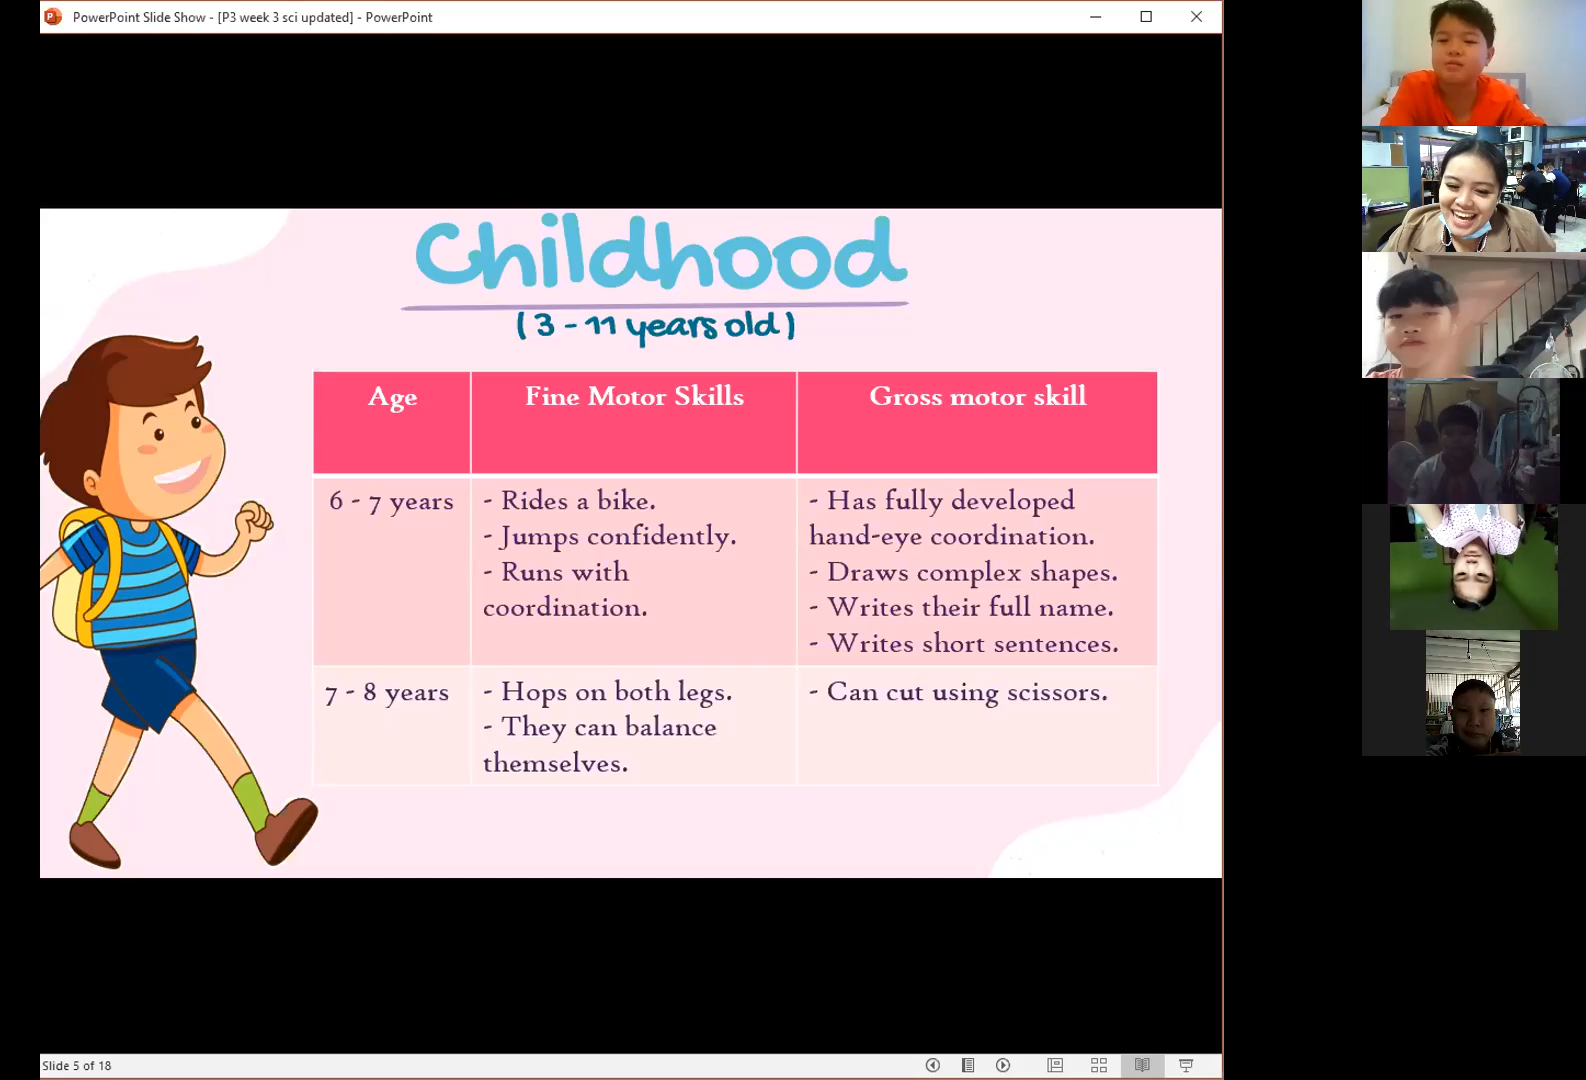 PowerPoint Slide Show - [P3 week 3 sci updated] - PowerPoint
Childhood
( 3 - 11 years old )
Age
Fine Motor Skills
Gross motor skill
6 - 7 years
- Rides a bike.
- Jumps confidently.
- Runs with
coordination.
- Has fully developed
hand-eye coordination.
- Draws complex shapes.
- Writes their full name.
- Writes short sentences.
7 - 8 years
- Hops on both legs.
- They can balance
themselves.
- Can cut using scissors.
Slide 5 of 18